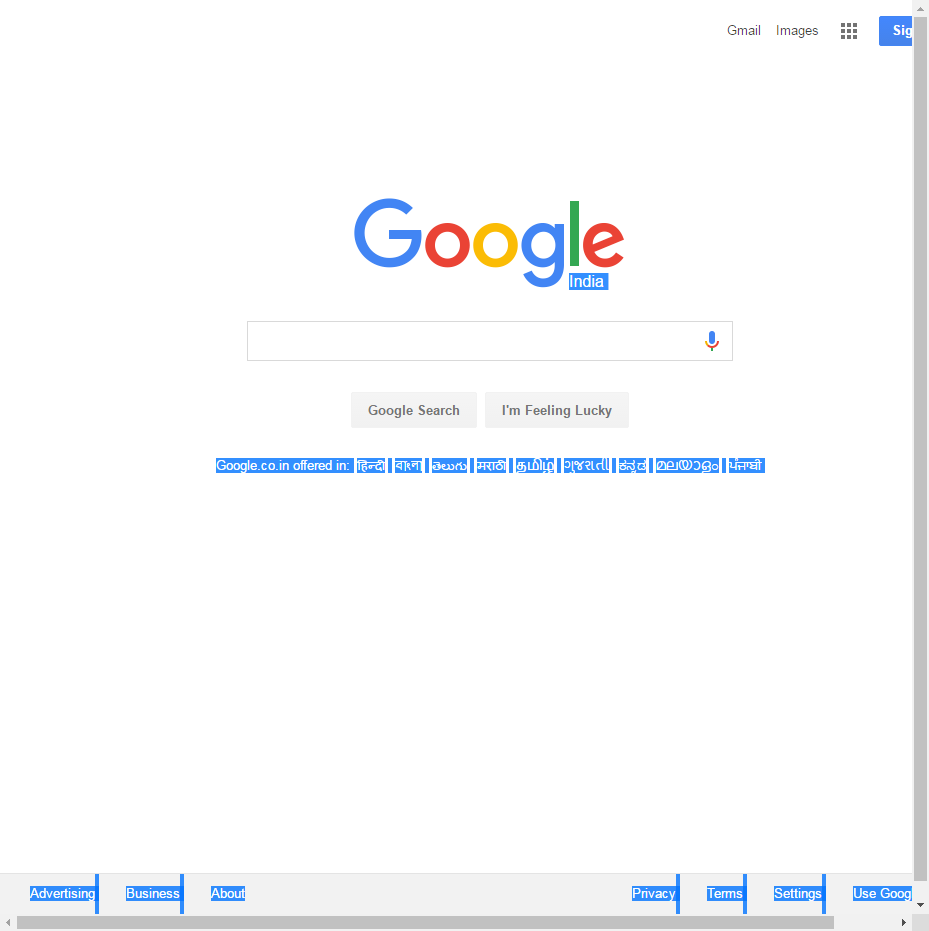 Gmail Images Sig
Google
India
Google Search I'm Feeling Lucky
Google.co.in offered in: हिन्दी বাংলা తెలుగు मराठी தமிழ் ગુજરાતી ಕನ್ನಡ മലയാളം ਪੰਜਾਬੀ
Advertising Business About Privacy Terms Settings Use Goog